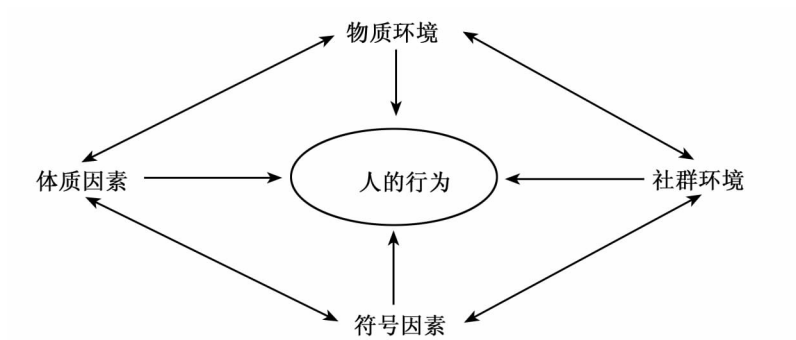 物质环境
体质因素
人的行为
社群环境
符号因素